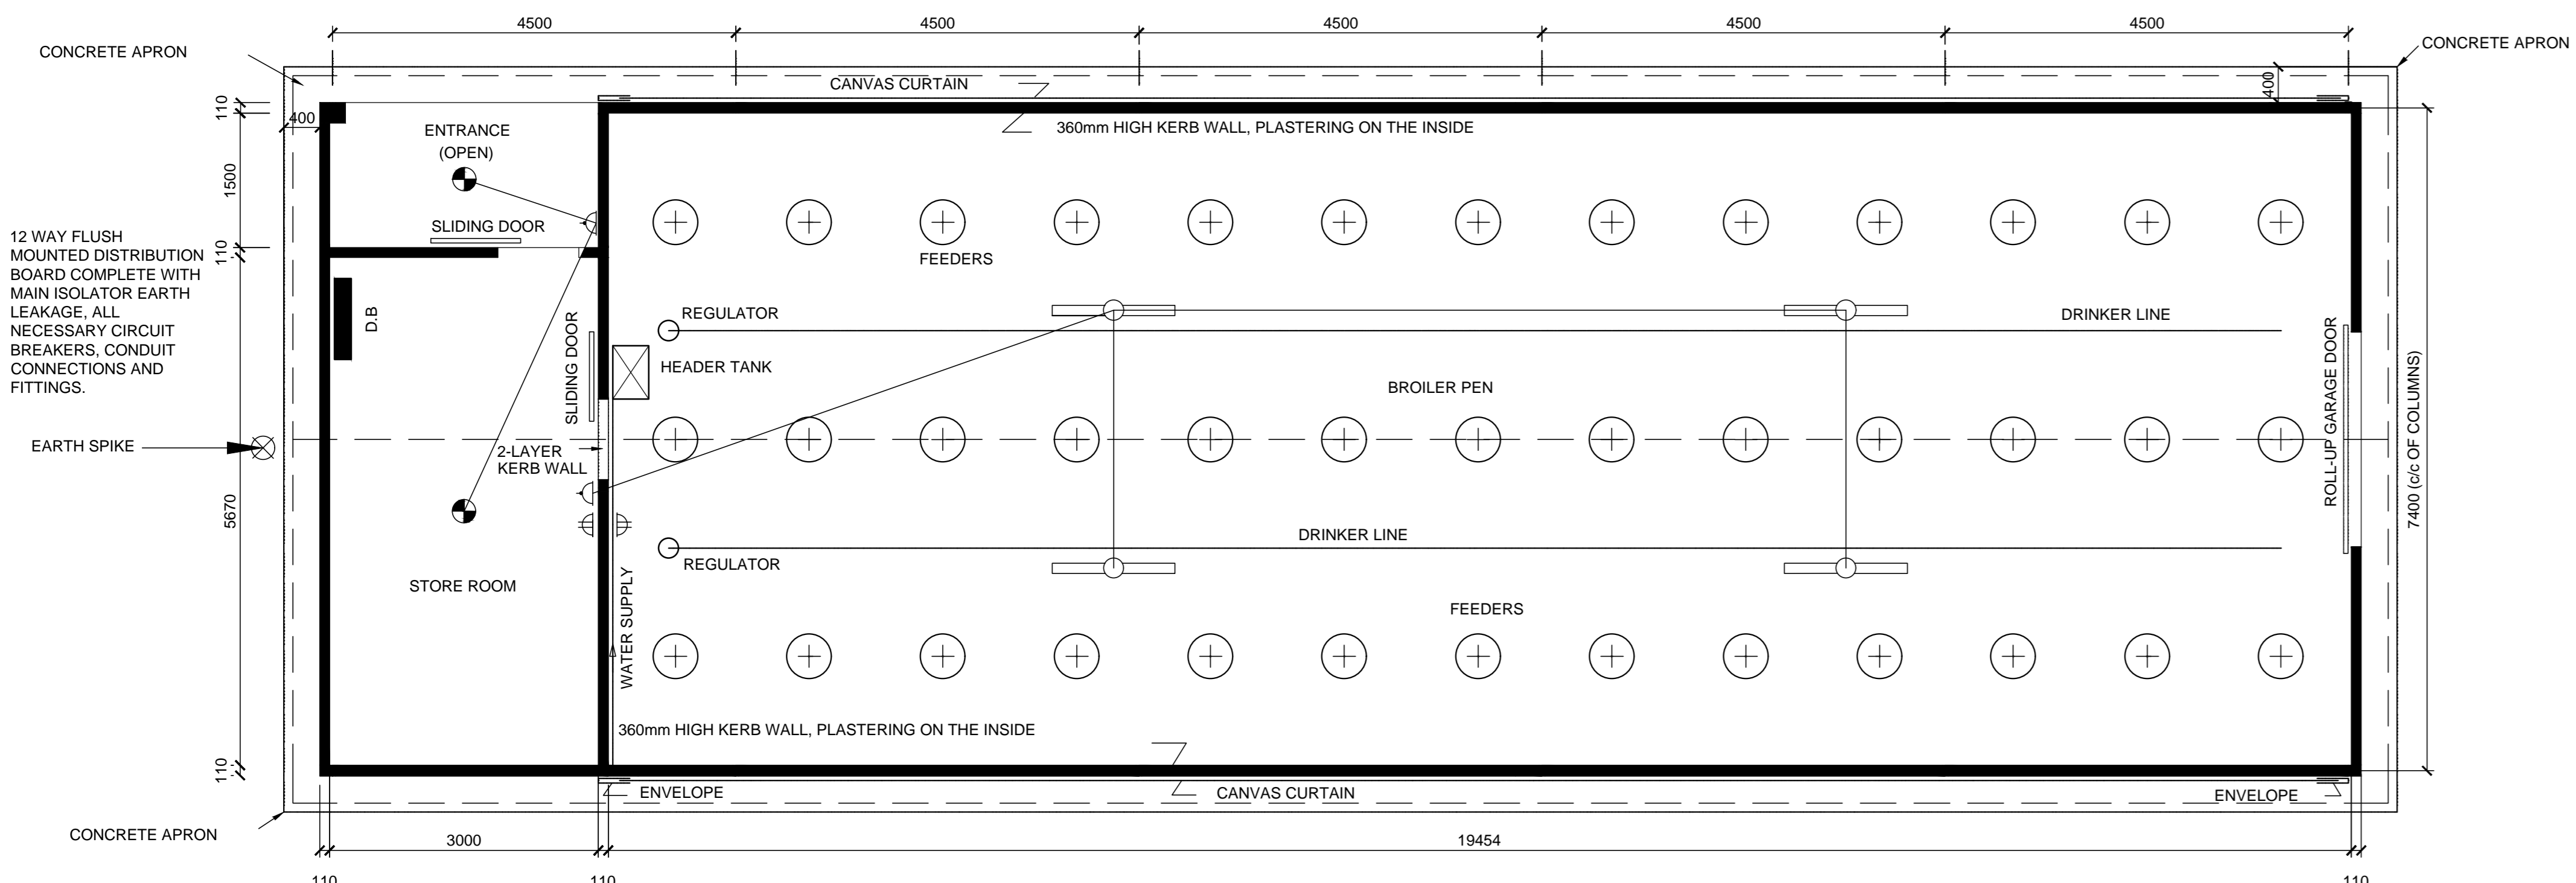 4500
4500
4500
4500
4500
CONCRETE APRON
CONCRETE APRON
CANVAS CURTAIN
400
110
400
ENTRANCE
(OPEN)
360mm HIGH KERB WALL, PLASTERING ON THE INSIDE
1500
SLIDING DOOR
110
12 WAY FLUSH
MOUNTED DISTRIBUTION
BOARD COMPLETE WITH
MAIN ISOLATOR EARTH
LEAKAGE, ALL
NECESSARY CIRCUIT
BREAKERS, CONDUIT
CONNECTIONS AND
FITTINGS.
FEEDERS
D.B
REGULATOR
DRINKER LINE
SLIDING DOOR
HEADER TANK
BROILER PEN
ROLL-UP GARAGE DOOR
7400 (c/c OF COLUMNS)
EARTH SPIKE
2-LAYER
KERB WALL
5670
DRINKER LINE
REGULATOR
STORE ROOM
WATER SUPPLY
FEEDERS
360mm HIGH KERB WALL, PLASTERING ON THE INSIDE
110
ENVELOPE
CANVAS CURTAIN
ENVELOPE
CONCRETE APRON
3000
19454
110
110
110